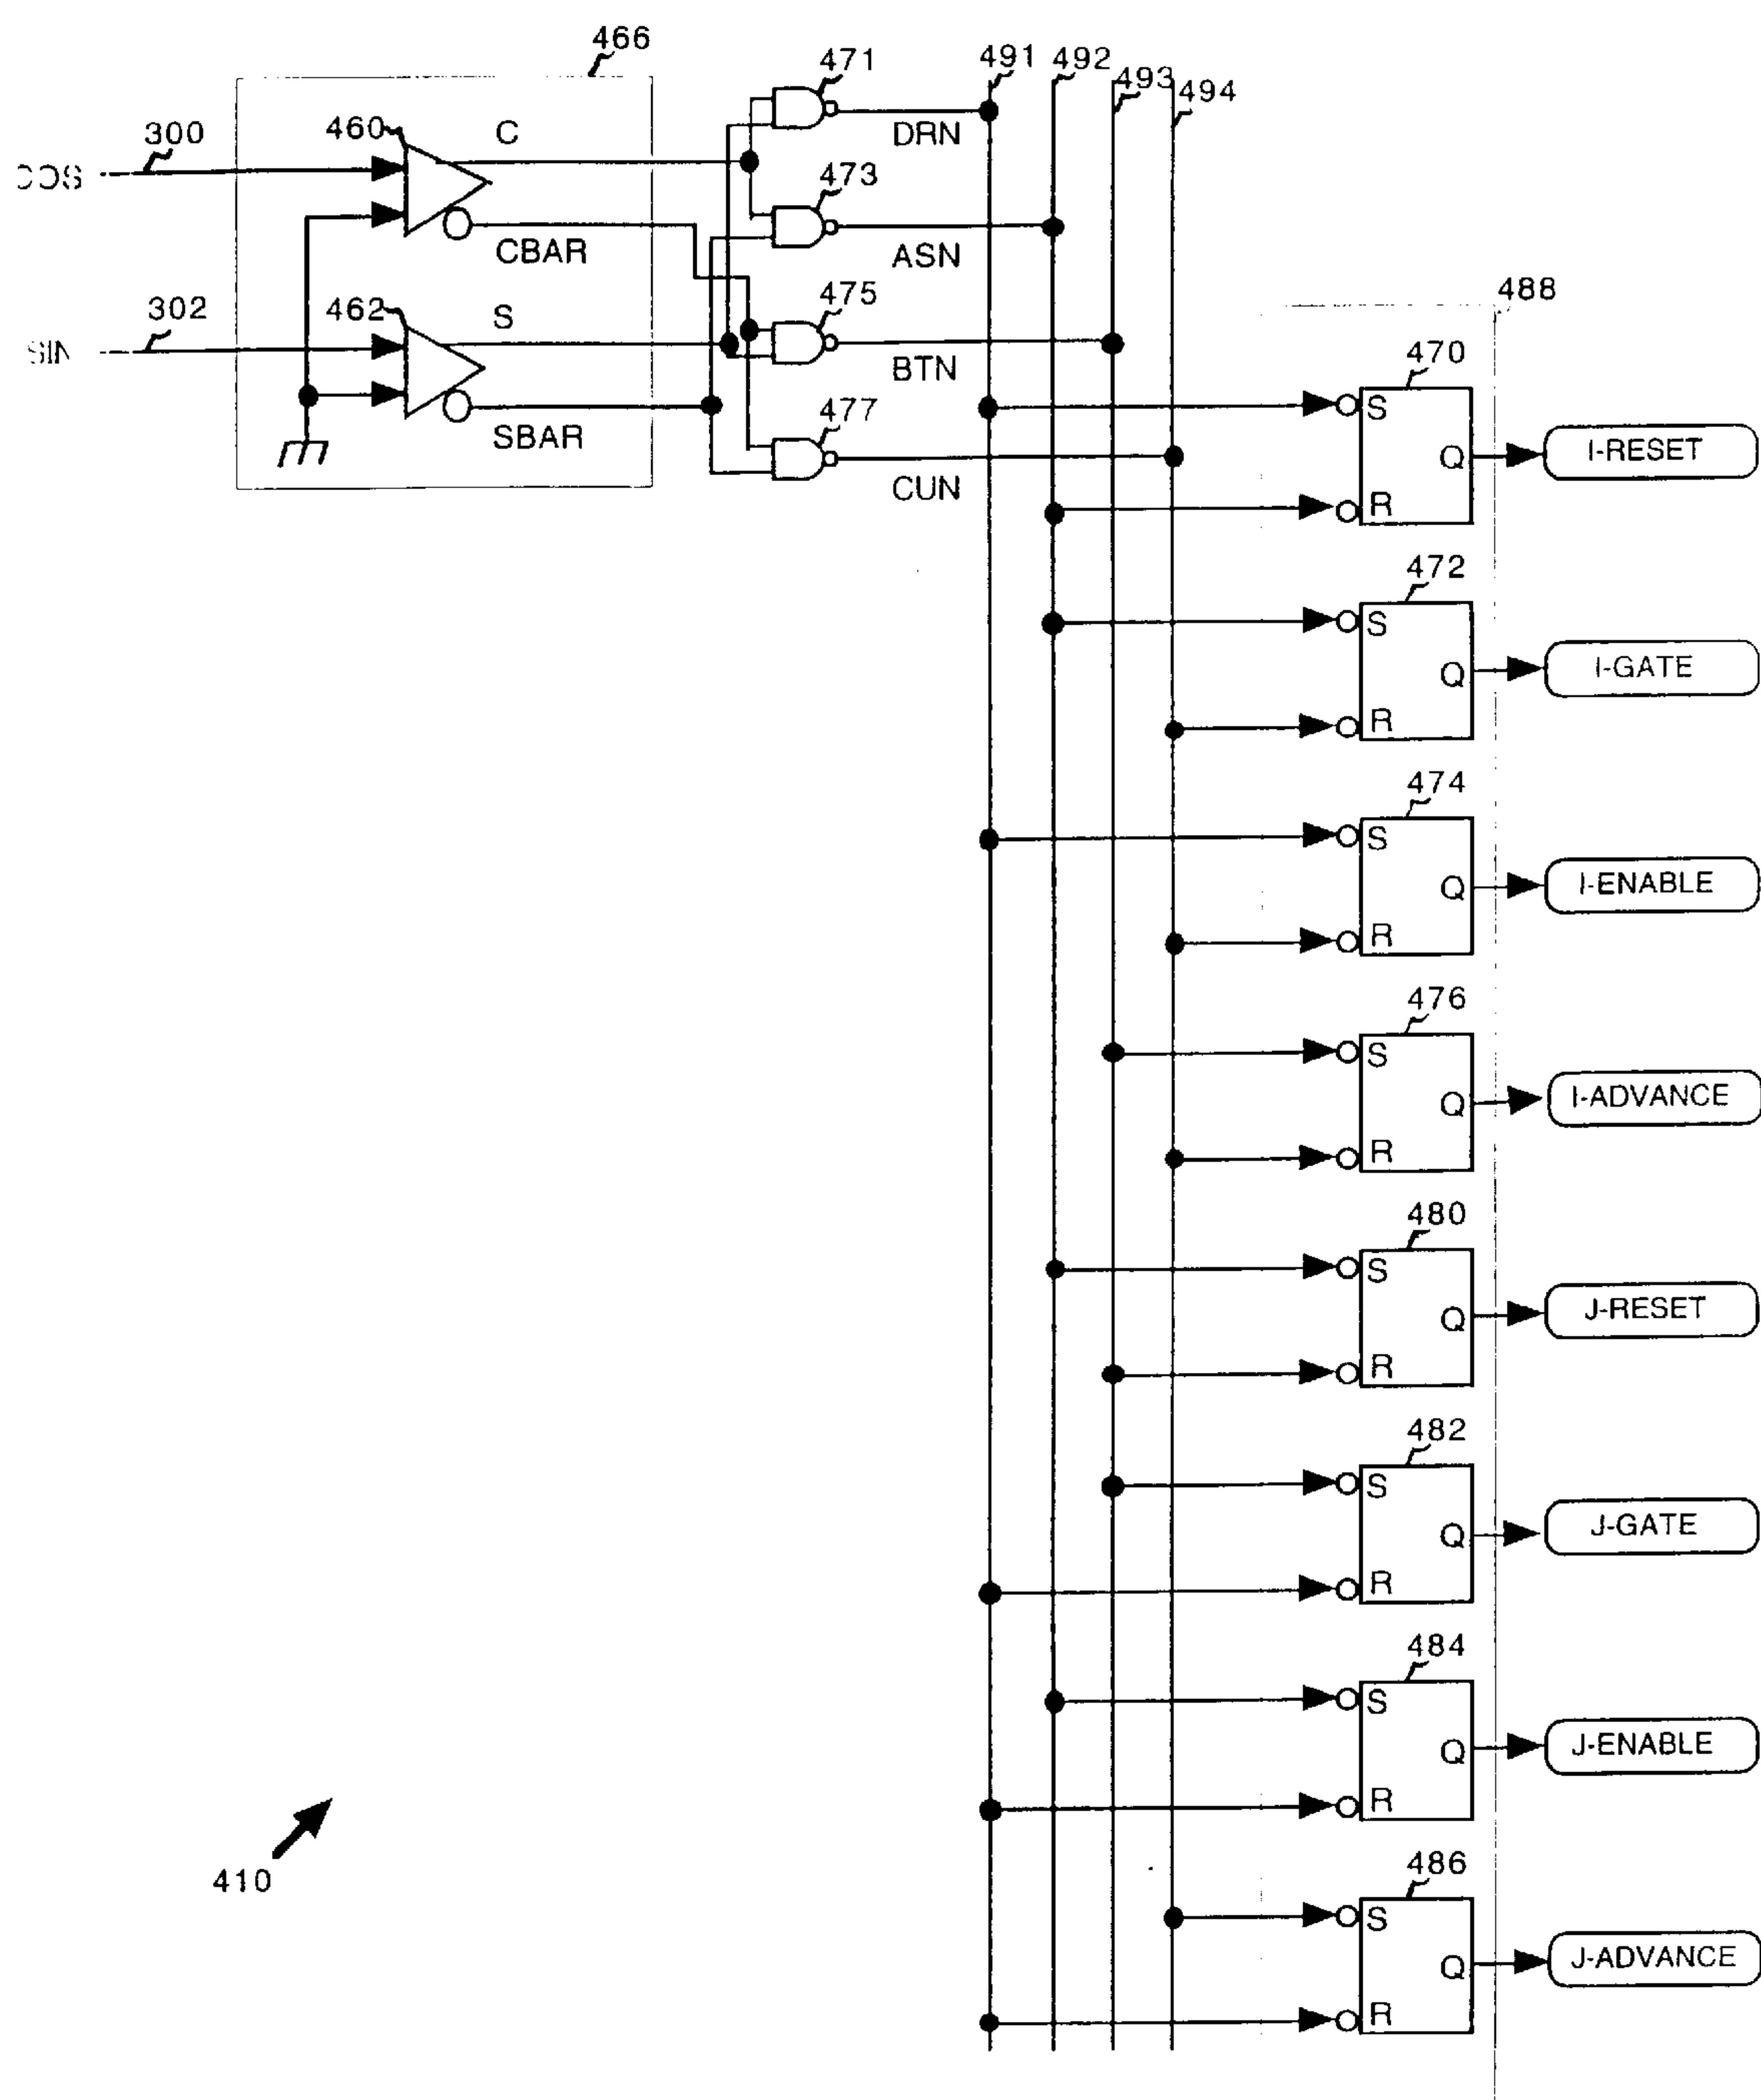 466
471
491
492
493
494
300
460
C
DRN
473
CBAR
ASN
302
462
S
475
488
SBAR
BTN
470
477
S
Q
I-RESET
CUN
R
472
S
Q
I-GATE
R
474
S
Q
I-ENABLE
R
476
S
Q
I-ADVANCE
R
480
S
Q
J-RESET
R
482
S
Q
J-GATE
R
484
S
Q
J-ENABLE
R
410
486
S
Q
J-ADVANCE
R